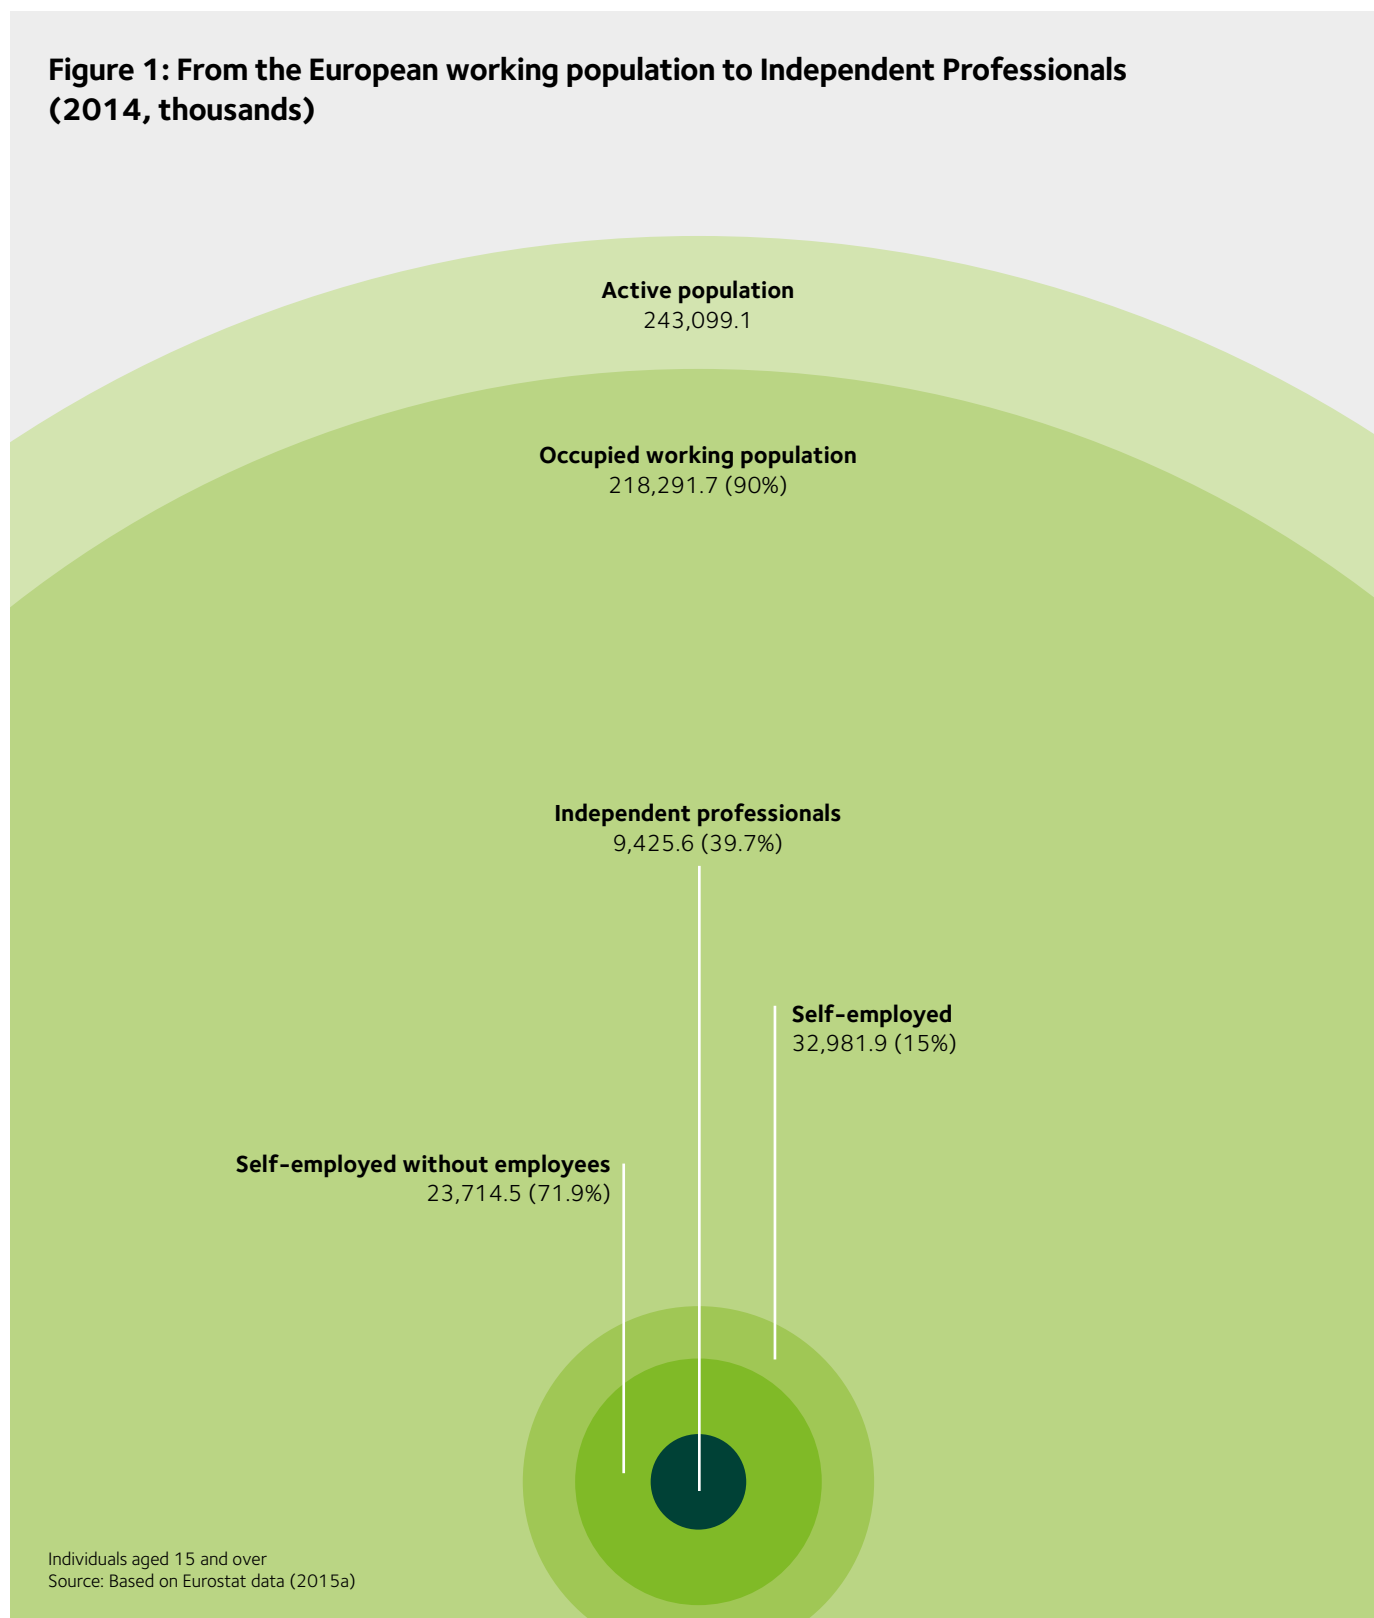 Figure 1: From the European working population to Independent Professionals
(2014, thousands)
Active population
243,099.1
Occupied working population
218,291.7 (90%)
Independent professionals
9,425.6 (39.7%)
Self-employed
32,981.9 (15%)
Self-employed without empoyees
23,714.5 (71.9%)
Individuals aged 15 and over
Source: Based on Eurostat data (2015a)